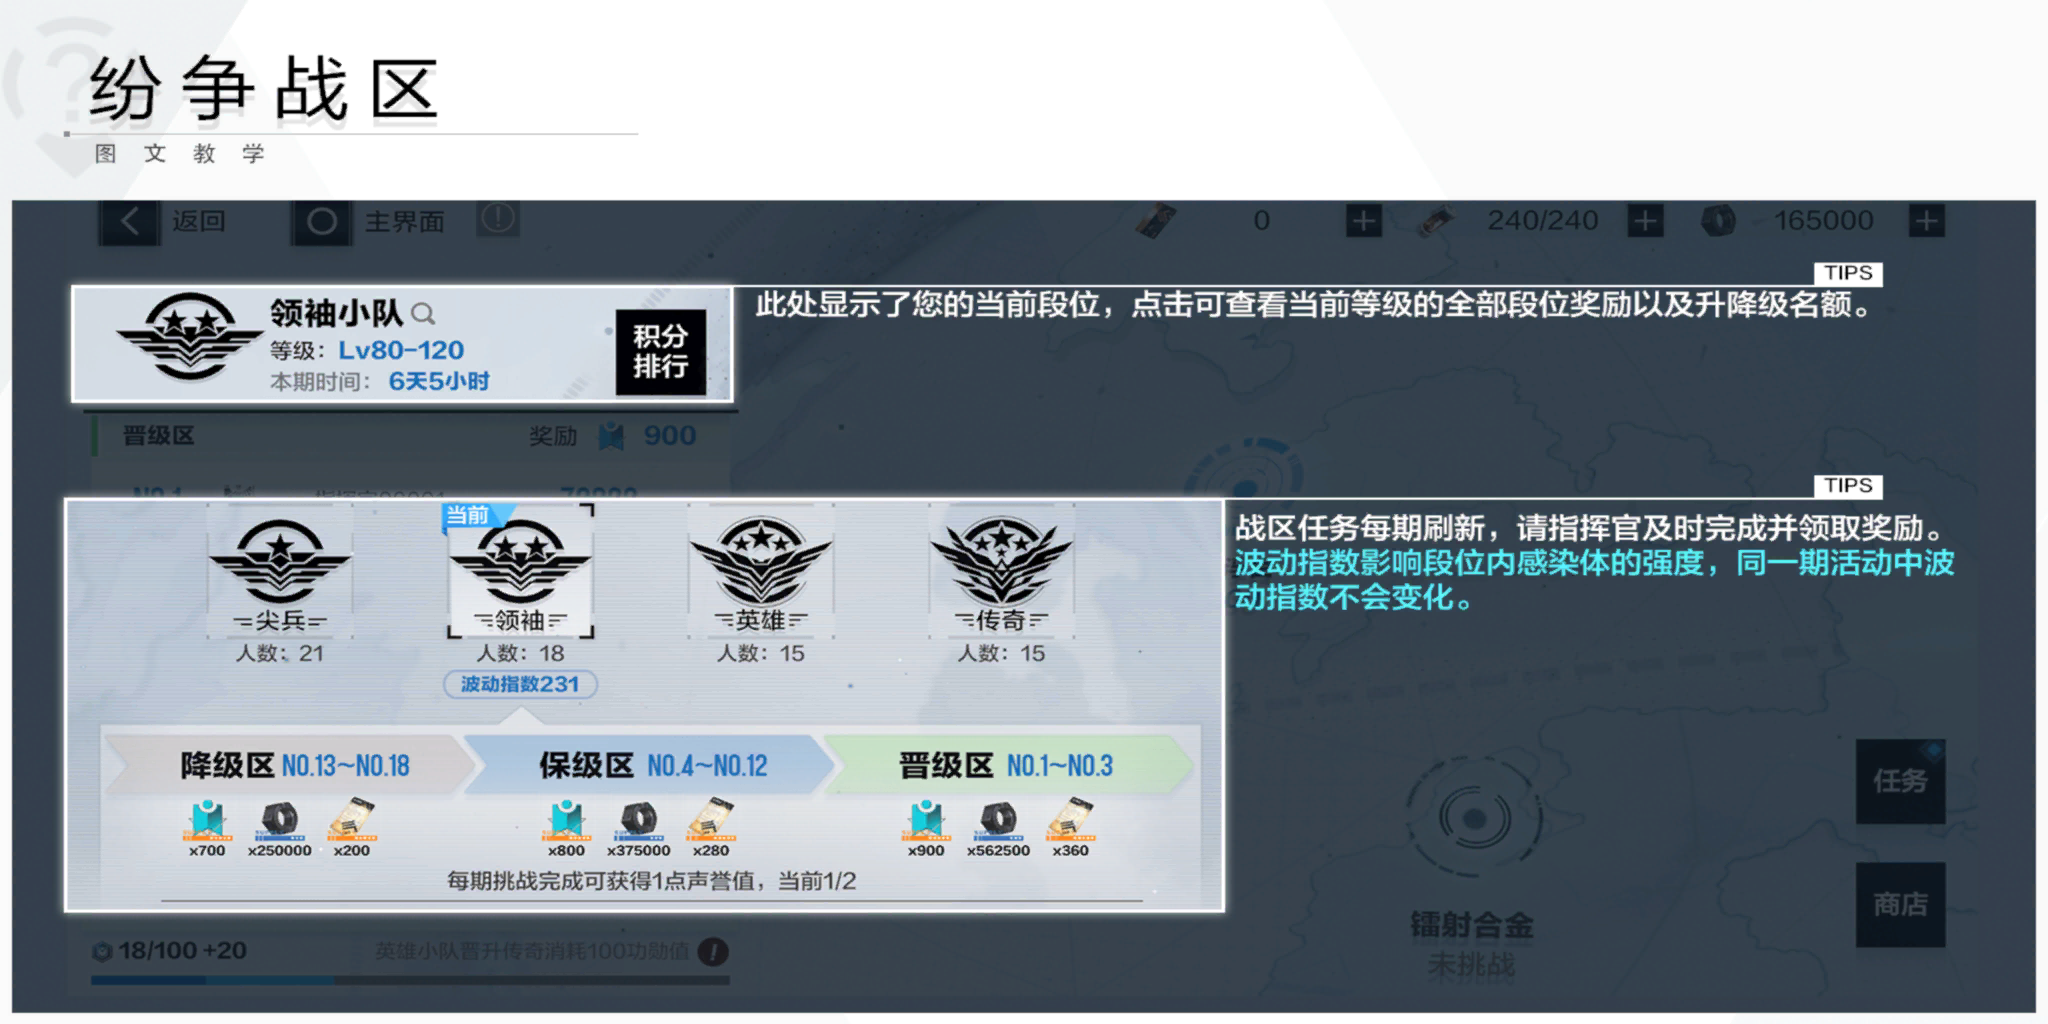 纷争战区
图文教学
返回
主界面
0
240/240
165000
TIPS
领袖小队
等级：Lv80-120
本期时间：6天5小时
积分
排行
此处显示了您的当前段位，点击可查看当前等级的全部段位奖励以及升降级名额。
晋级区 奖励 900
TIPS
当前
尖兵
领袖
英雄
传奇
人数：21
人数：18
人数：15
人数：15
波动指数231
战区任务每期刷新，请指挥官及时完成并领取奖励。
波动指数影响段位内感染体的强度，同一期活动中波
动指数不会变化。
降级区 NO.13~NO.18
保级区 NO.4~NO.12
晋级区 NO.1~NO.3
x700
x250000
x200
x800
x375000
x280
x900
x562500
x360
每期挑战完成可获得1点声誉值，当前1/2
18/100 +20
英雄小队晋升传奇消耗100功勋值
镭射合金
未挑战
任务
商店